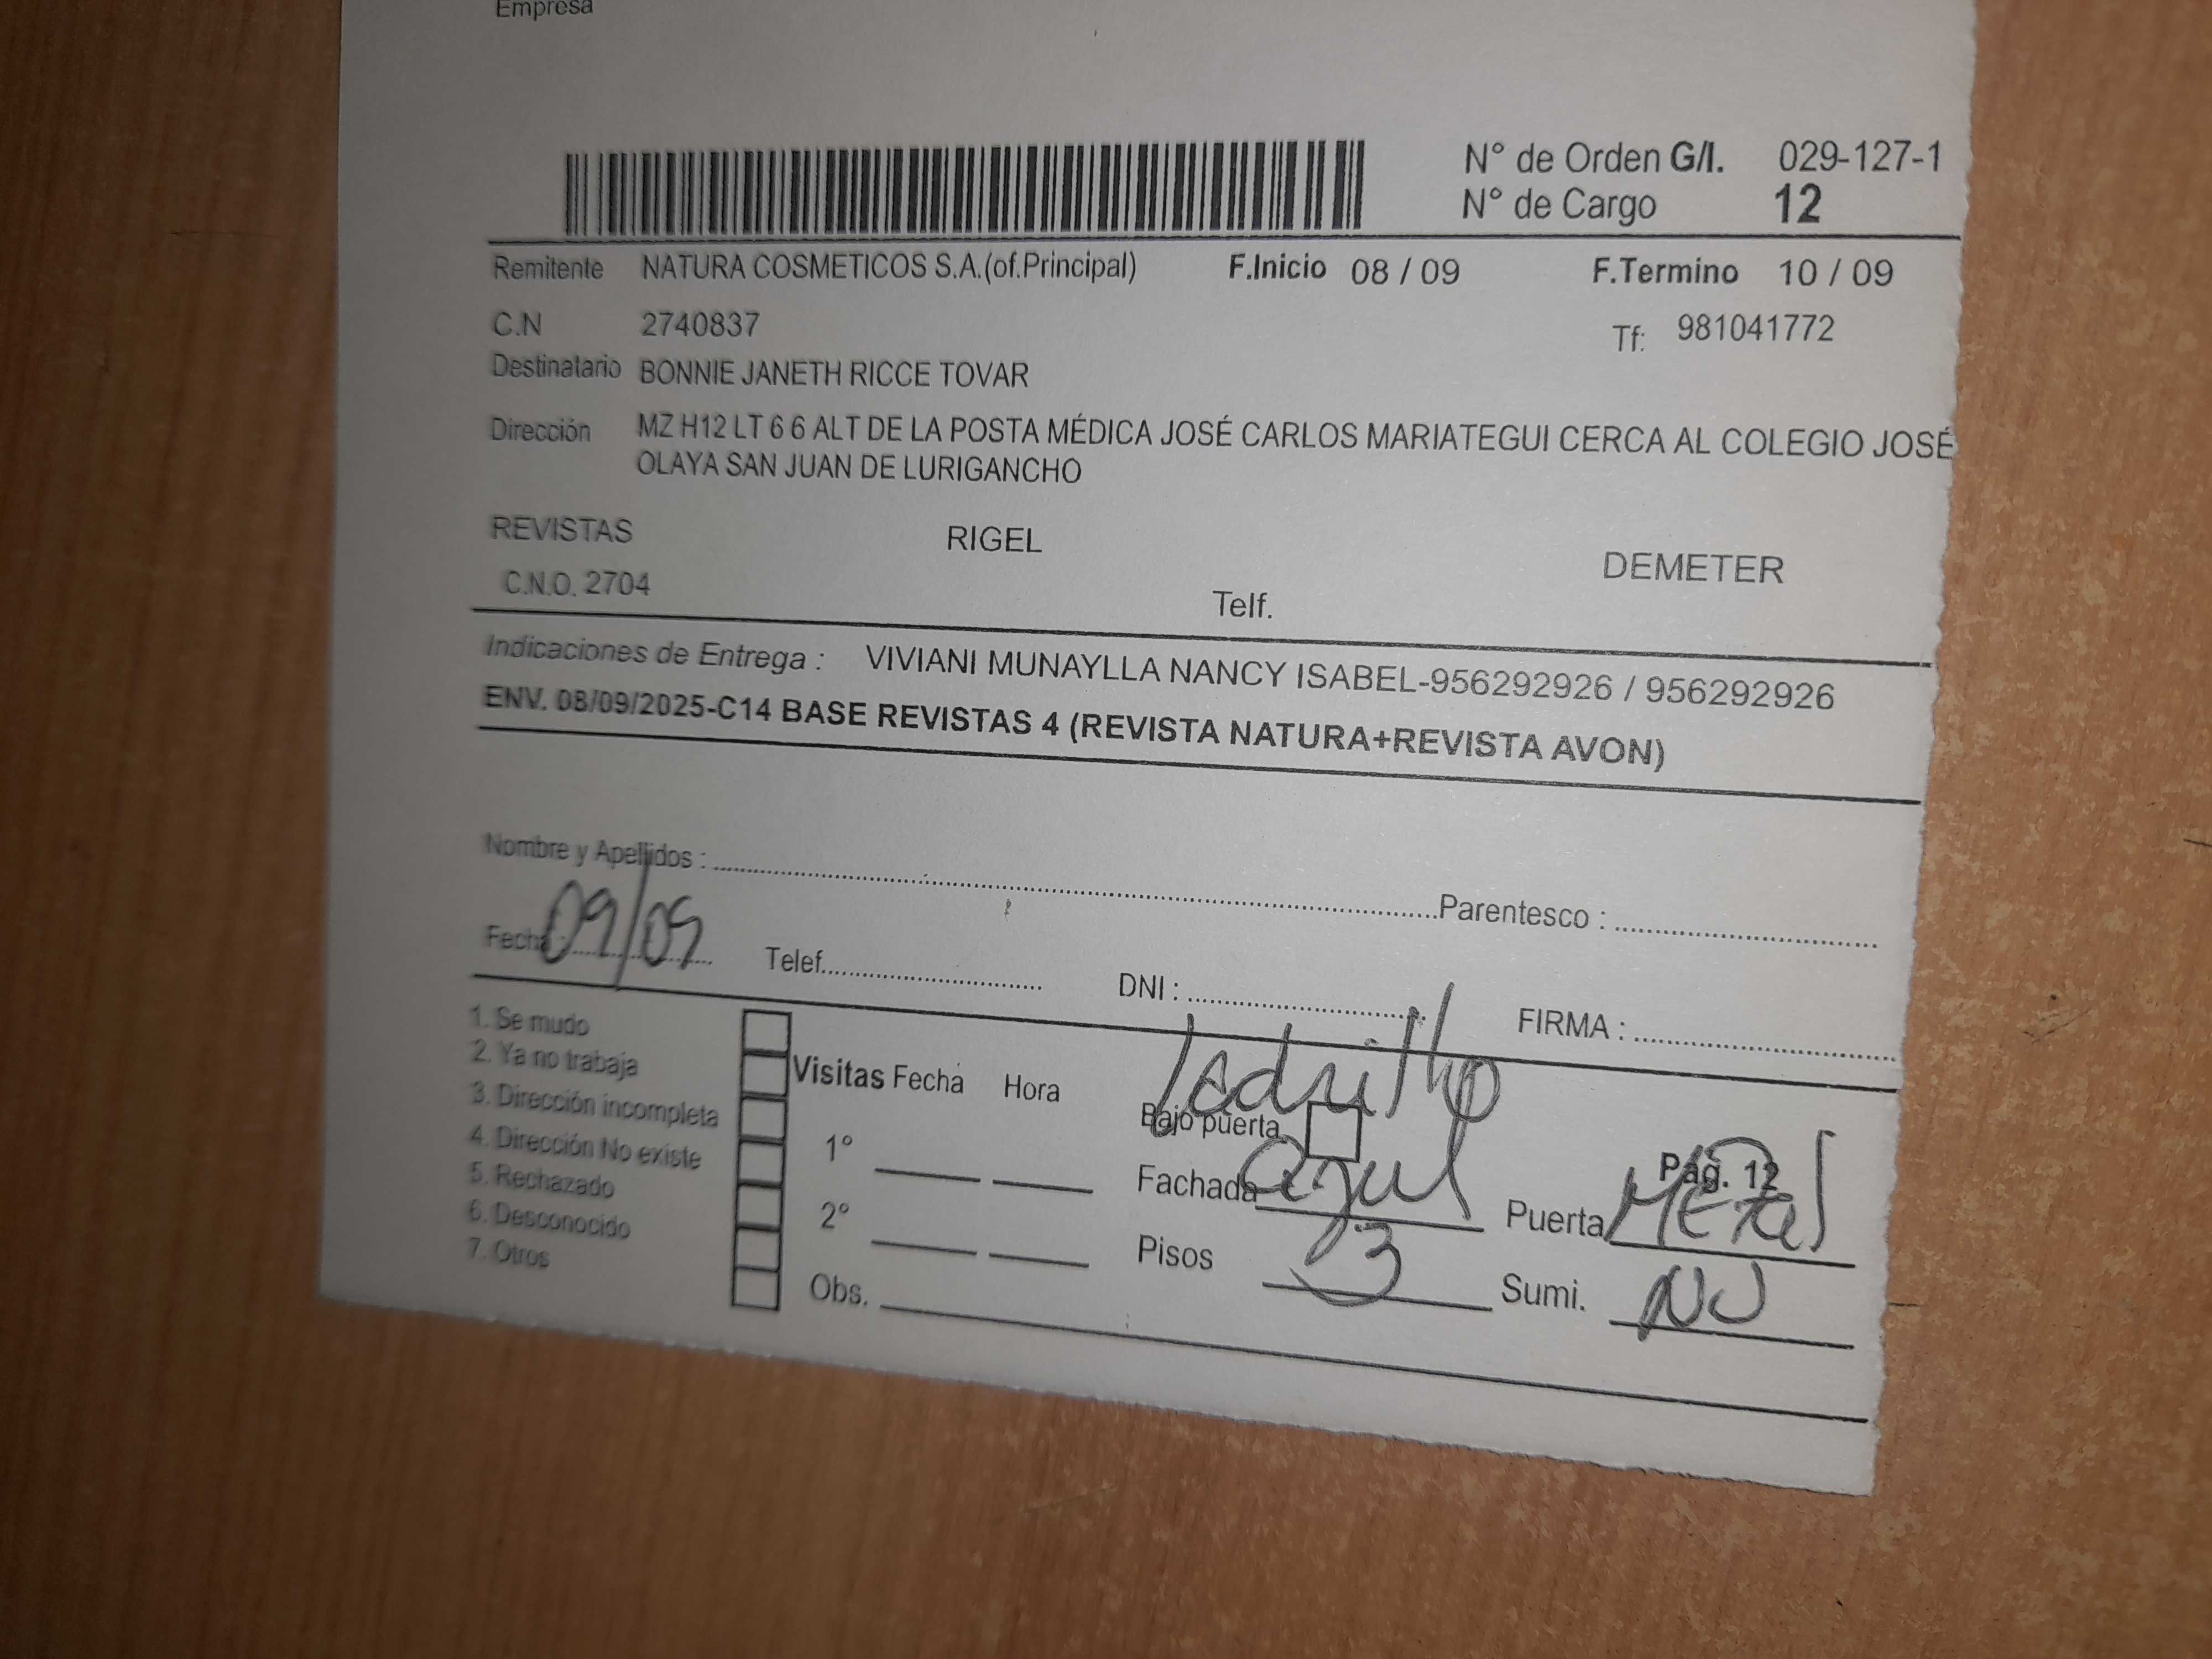 Empresa
N° de Orden G/I. 029-127-1
N° de Cargo 12
Remitente NATURA COSMETICOS S.A.(of.Principal) F.Inicio 08 / 09 F.Termino 10 / 09
C.N 2740837 Tf: 981041772
Destinatario BONNIE JANETH RICCE TOVAR
Dirección MZ H12 LT 6 6 ALT DE LA POSTA MÉDICA JOSÉ CARLOS MARIATEGUI CERCA AL COLEGIO JOSÉ
OLAYA SAN JUAN DE LURIGANCHO
REVISTAS RIGEL DEMETER
C.N.O. 2704 Telf.
Indicaciones de Entrega : VIVIANI MUNAYLLA NANCY ISABEL-956292926 / 956292926
ENV. 08/09/2025-C14 BASE REVISTAS 4 (REVISTA NATURA+REVISTA AVON)
Nombre y Apellidos : Parentesco :
Fecha 09/09 Telef. DNI : FIRMA :
1. Se mudo
2. Ya no trabaja
3. Dirección incompleta
4. Dirección No existe
5. Rechazado
6. Desconocido
7. Otros
Visitas Fecha Hora
1°
2°
Obs.
ladrillo
Bajo puerta
Pág. 12
Fachada azul Puerta Metal
Pisos 3 Sumi. NO